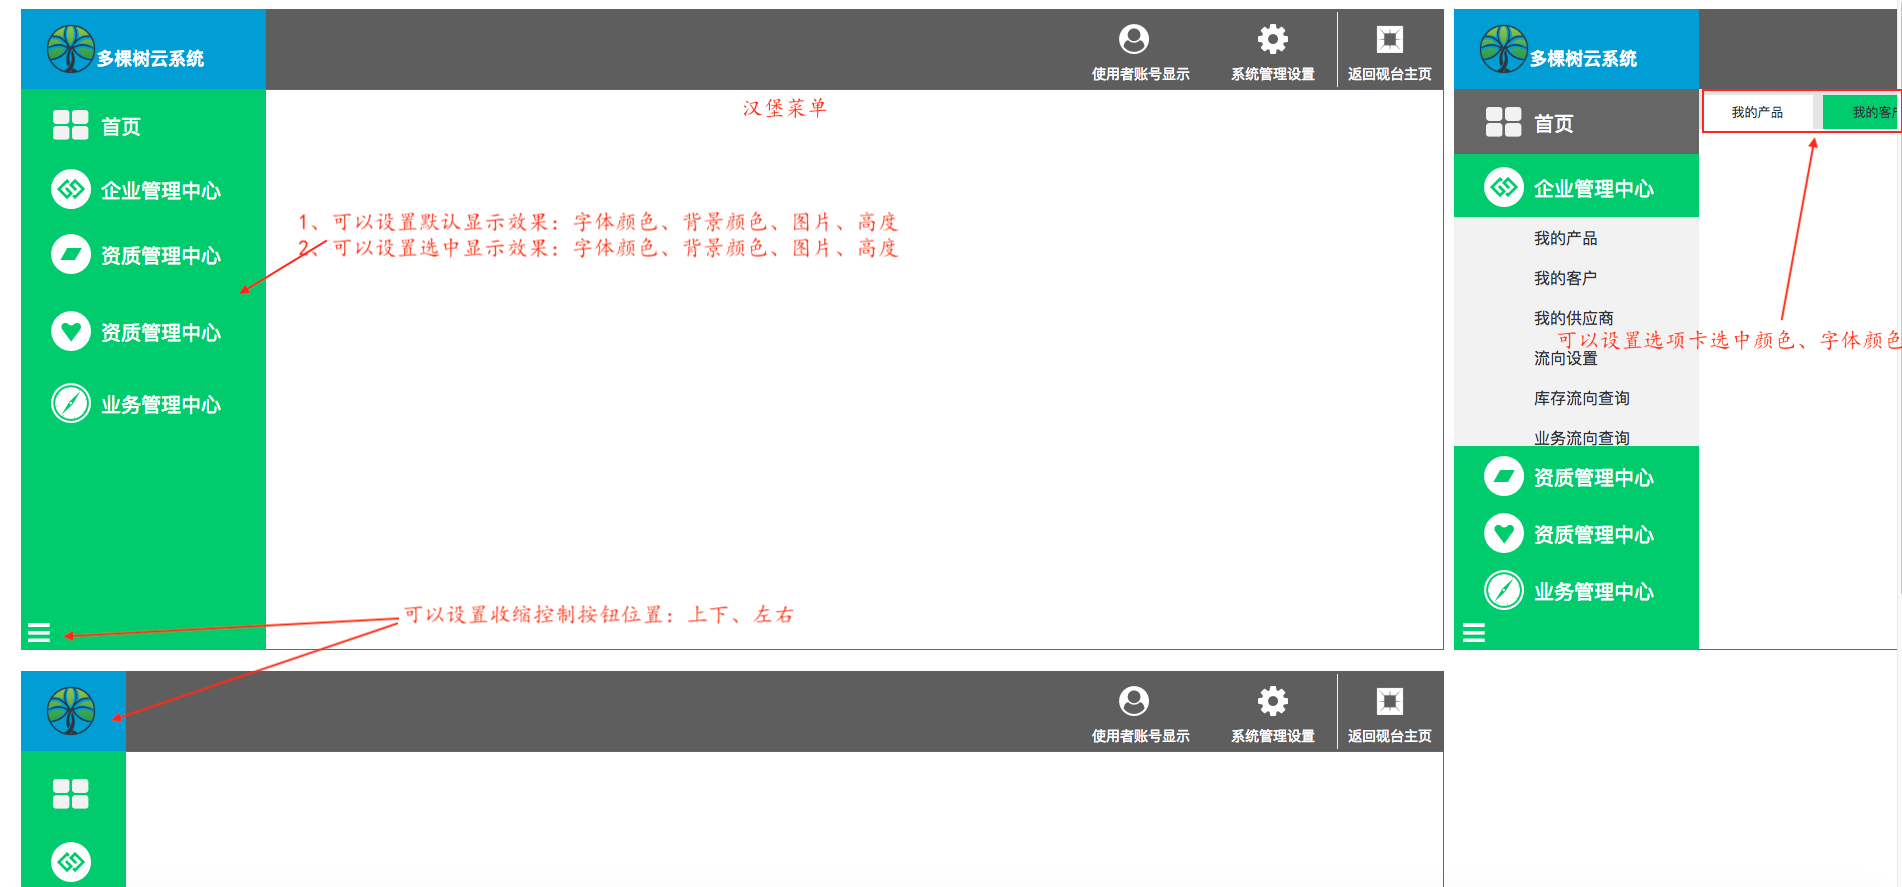 多棵树云系统
使用者账号显示
系统管理设置
返回砚台主页
汉堡菜单
首页
企业管理中心
资质管理中心
资质管理中心
业务管理中心
1、可以设置默认显示效果：字体颜色、背景颜色、图片、高度
2、可以设置选中显示效果：字体颜色、背景颜色、图片、高度
可以设置收缩控制按钮位置：上下、左右
多棵树云系统
首页
我的产品
我的客户
企业管理中心
我的产品
我的客户
我的供应商
可以设置选项卡选中颜色、字体颜色
流向设置
库存流向查询
业务流向查询
资质管理中心
资质管理中心
业务管理中心
使用者账号显示
系统管理设置
返回砚台主页